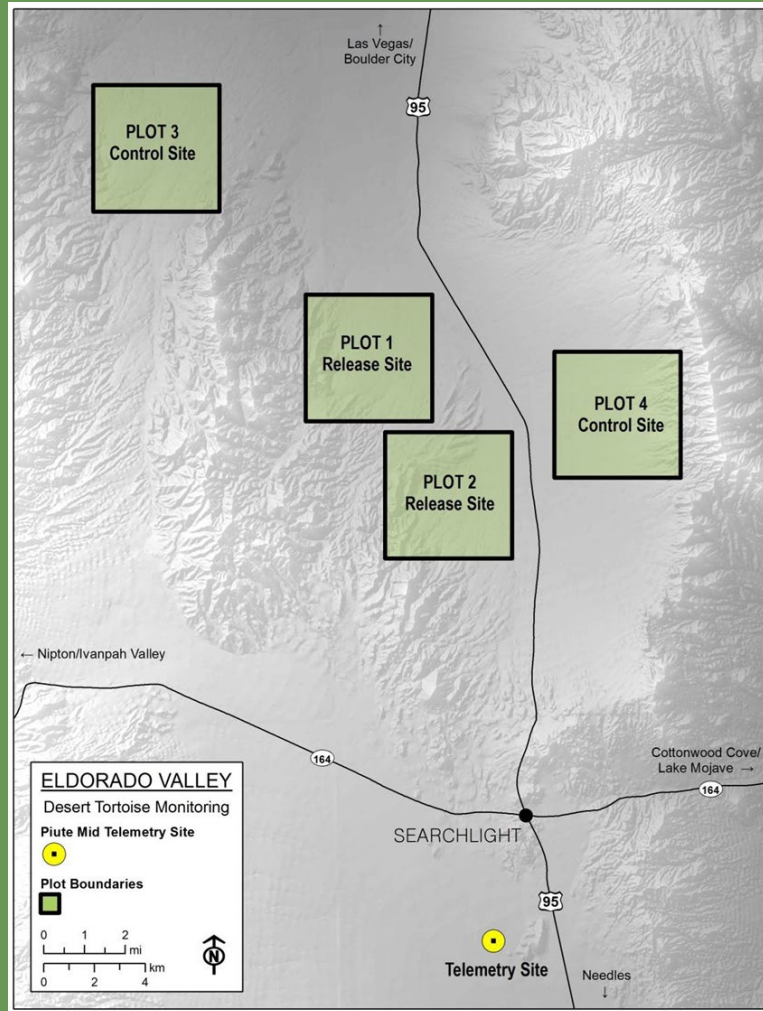 ↑
Las Vegas/
Boulder City
95
PLOT 3
Control Site
PLOT 1
Release Site
PLOT 4
Control Site
PLOT 2
Release Site
← Nipton/Ivanpah Valley
164
Cottonwood Cove/
Lake Mojave →
164
SEARCHLIGHT
95
Telemetry Site
Needles
↓
ELDORADO VALLEY
Desert Tortoise Monitoring
Piute Mid Telemetry Site
Plot Boundaries
0 1 2
mi
km
0 2 4
N